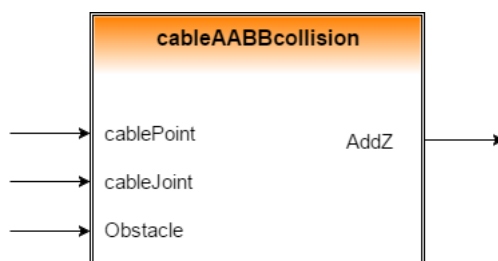 cableAABBcollision
cablePoint
AddZ
cableJoint
Obstacle